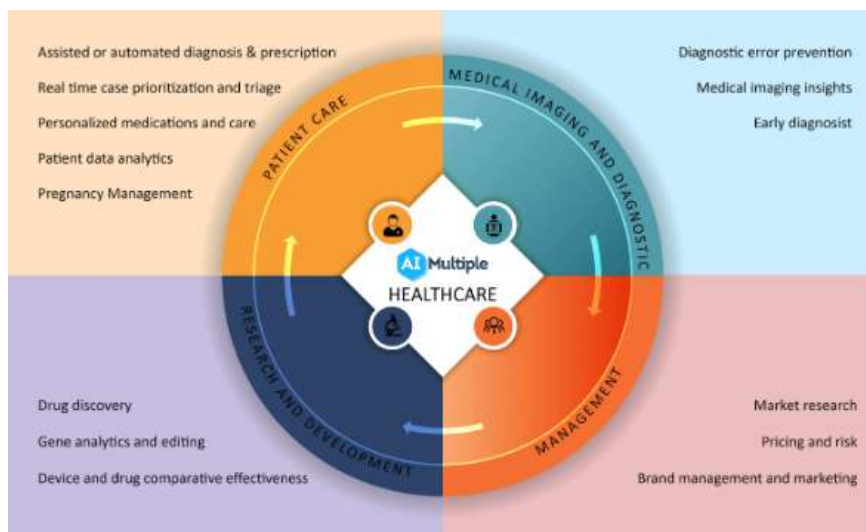 Assisted or automated diagnosis & prescription
Real time case prioritization and triage
Personalized medications and care
Patient data analytics
Pregnancy Management
Diagnostic error prevention
Medical imaging insights
Early diagnosist
PATIENT CARE
MEDICAL IMAGING AND DIAGNOSTIC
AI Multiple
HEALTHCARE
RESEARCH AND DEVELOPMENT
MANAGEMENT
Drug discovery
Gene analytics and editing
Device and drug comparative effectiveness
Market research
Pricing and risk
Brand management and marketing